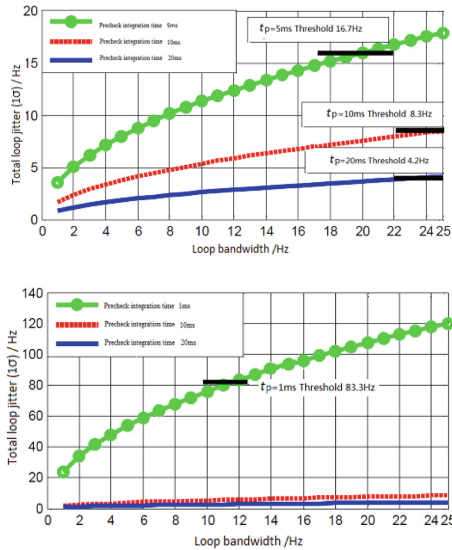 20
15
10
5
0
Total loop jitter (1σ) / Hz
Precheck integration time 5ms
Precheck integration time 10ms
Precheck integration time 20ms
tp=5ms Threshold 16.7Hz
tp=10ms Threshold 8.3Hz
tp=20ms Threshold 4.2Hz
0 2 4 6 8 10 12 14 16 18 20 22 24 25
Loop bandwidth /Hz
140
120
100
80
60
40
20
0
Total loop jitter (1σ) / Hz
Precheck integration time 1ms
Precheck integration time 10ms
Precheck integration time 20ms
tp=1ms Threshold 83.3Hz
0 2 4 6 8 10 12 14 16 18 20 22 24 25
Loop bandwidth /Hz